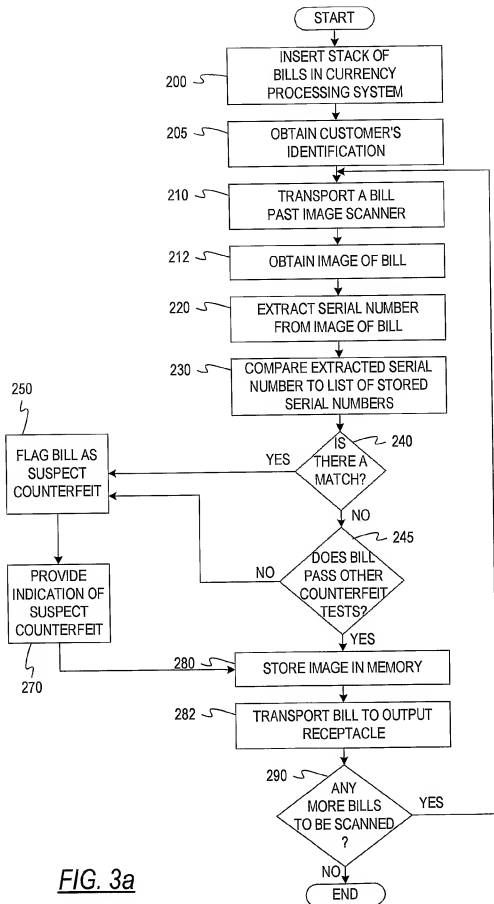 START
200
INSERT STACK OF
BILLS IN CURRENCY
PROCESSING SYSTEM
205
OBTAIN CUSTOMER'S
IDENTIFICATION
210
TRANSPORT A BILL
PAST IMAGE SCANNER
212
OBTAIN IMAGE OF BILL
220
EXTRACT SERIAL NUMBER
FROM IMAGE OF BILL
230
COMPARE EXTRACTED SERIAL
NUMBER TO LIST OF STORED
SERIAL NUMBERS
240
IS
THERE A
MATCH?
YES
NO
250
FLAG BILL AS
SUSPECT
COUNTERFEIT
245
DOES BILL
PASS OTHER
COUNTERFEIT
TESTS?
NO
YES
PROVIDE
INDICATION OF
SUSPECT
COUNTERFEIT
270
280
STORE IMAGE IN MEMORY
282
TRANSPORT BILL TO OUTPUT
RECEPTACLE
290
ANY
MORE BILLS
TO BE SCANNED
?
YES
NO
END
FIG. 3a